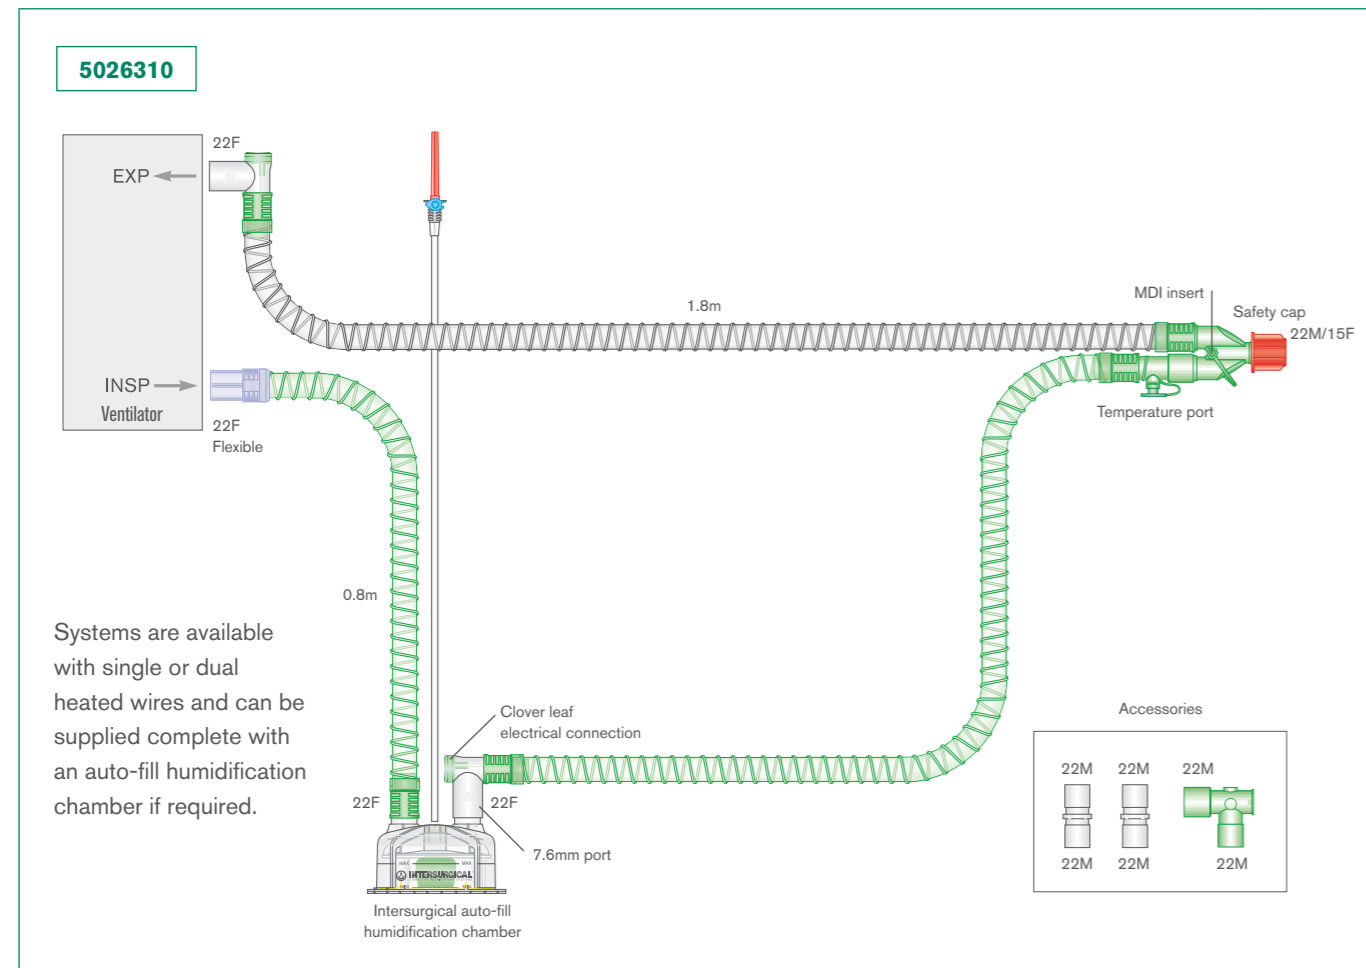 5026310
22F
EXP
INSP
Ventilator
22F
Flexible
1.8m
MDI insert
Safety cap
22M/15F
Temperature port
0.8m
Systems are available
with single or dual
heated wires and can be
supplied complete with
an auto-fill humidification
chamber if required.
Clover leaf
electrical connection
22F
22F
7.6mm port
MAX MAX
INTERSURGICAL
Intersurgical auto-fill
humidification chamber
Accessories
22M 22M 22M
22M 22M 22M